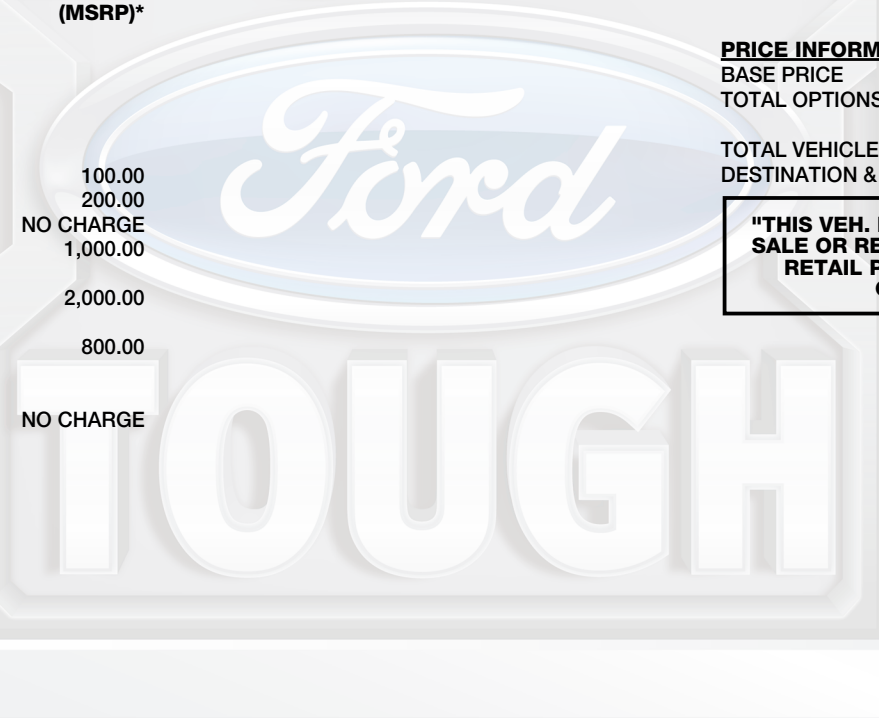 (MSRP)*
100.00
200.00
NO CHARGE
1,000.00
2,000.00
800.00
NO CHARGE
PRICE INFORM
BASE PRICE
TOTAL OPTIONS
TOTAL VEHICLE
DESTINATION &
"THIS VEH.
SALE OR RE
RETAIL P
Ford
TOUGH